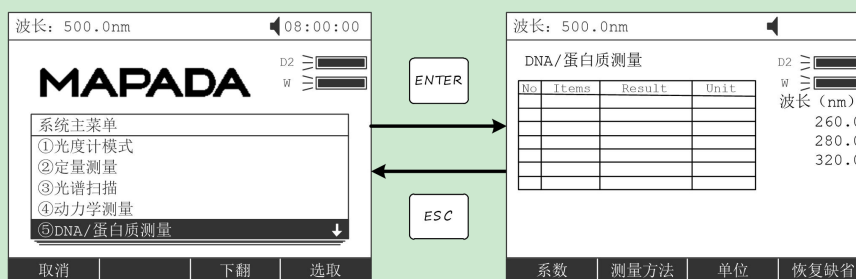 波长: 500.0nm 08:00:00
D2
W
MAPADA
系统主菜单
①光度计模式
②定量测量
③光谱扫描
④动力学测量
⑤DNA/蛋白质测量
取消 下翻 选取
ENTER
ESC
波长: 500.0nm
DNA/蛋白质测量
D2
W
No Items Result Unit
波长(nm)
260.0
280.0
320.0
系数 测量方法 单位 恢复缺省